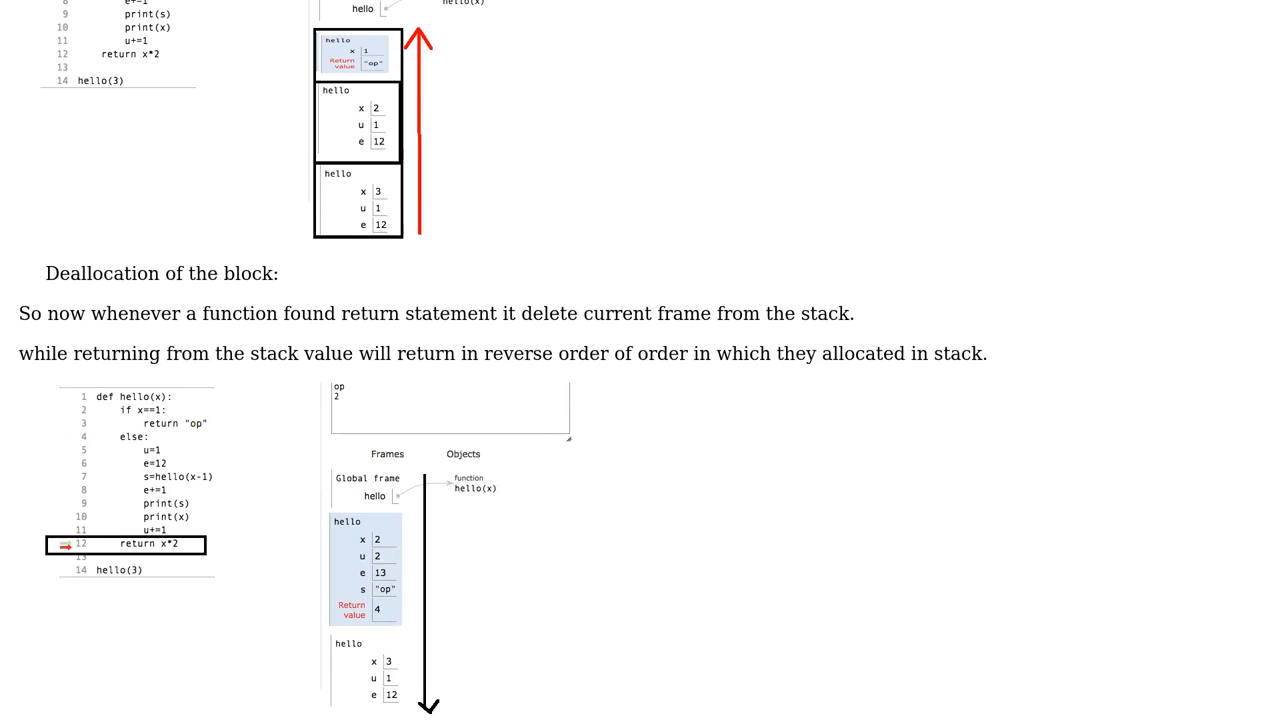 8 e+=1
9 print(s)
10 print(x)
11 u+=1
12 return x*2
13
14 hello(3)
hello
hello(x)
hello
x 1
Return value "op"
hello
x 2
u 1
e 12
hello
x 3
u 1
e 12
Deallocation of the block:
So now whenever a function found return statement it delete current frame from the stack.
while returning from the stack value will return in reverse order of order in which they allocated in stack.
1 def hello(x):
2 if x==1:
3 return "op"
4 else:
5 u=1
6 e=12
7 s=hello(x-1)
8 e+=1
9 print(s)
10 print(x)
11 u+=1
12 return x*2
13
14 hello(3)
op
2
Frames Objects
Global frame
hello
function
hello(x)
hello
x 2
u 2
e 13
s "op"
Return value 4
hello
x 3
u 1
e 12